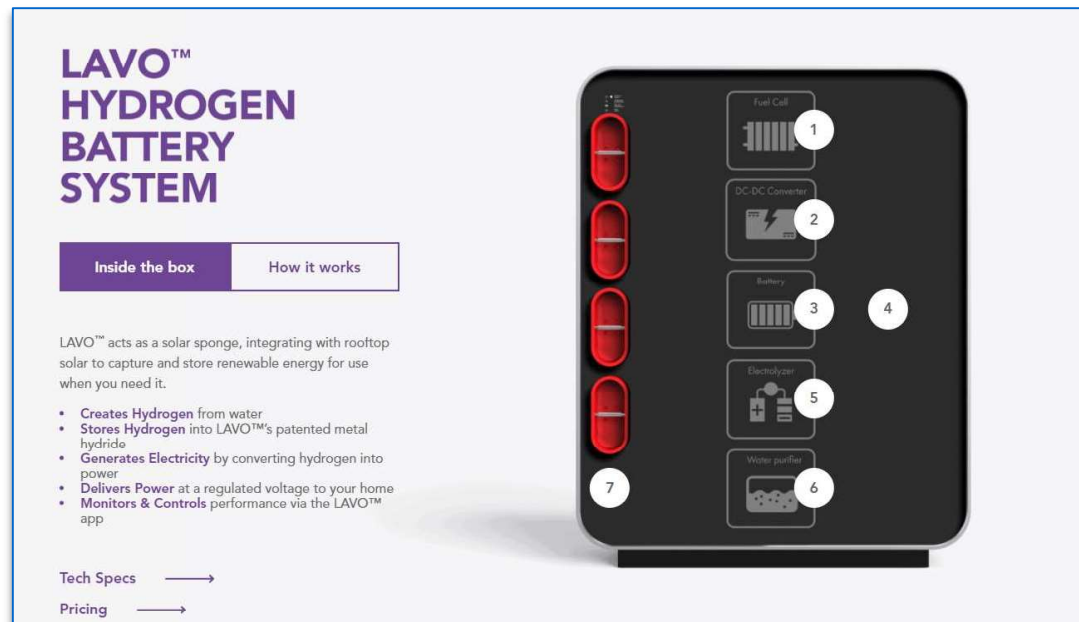 LAVO™
HYDROGEN
BATTERY
SYSTEM
Inside the box
How it works
LAVO™ acts as a solar sponge, integrating with rooftop
solar to capture and store renewable energy for use
when you need it.
• Creates Hydrogen from water
• Stores Hydrogen into LAVO™'s patented metal
hydride
• Generates Electricity by converting hydrogen into
power
• Delivers Power at a regulated voltage to your home
• Monitors & Controls performance via the LAVO™
app
Tech Specs
Pricing
Fuel Cell
1
DC-DC Converter
2
Battery
3
4
Electrolyzer
5
Water purifier
6
7